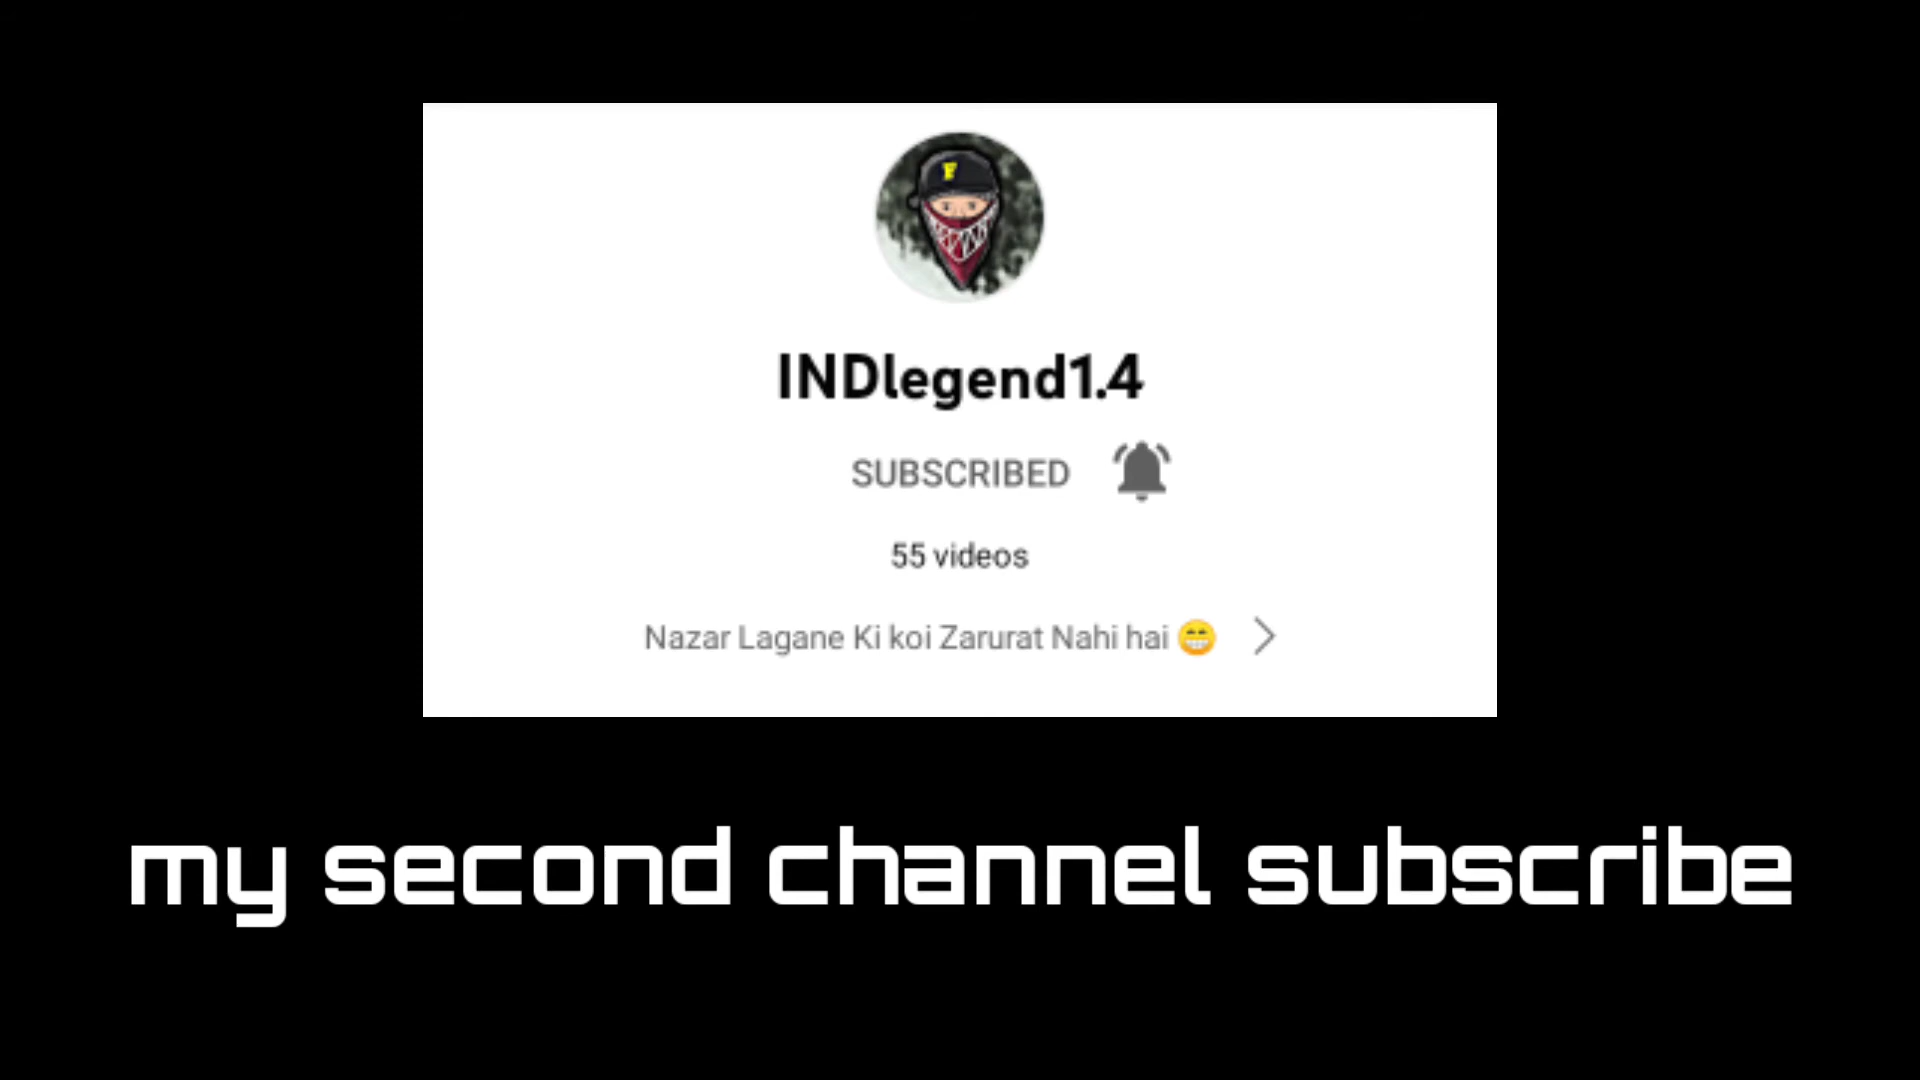 F
INDlegend1.4
SUBSCRIBED
55 videos
Nazar Lagane Ki koi Zarurat Nahi hai 😁
my second channel subscribe